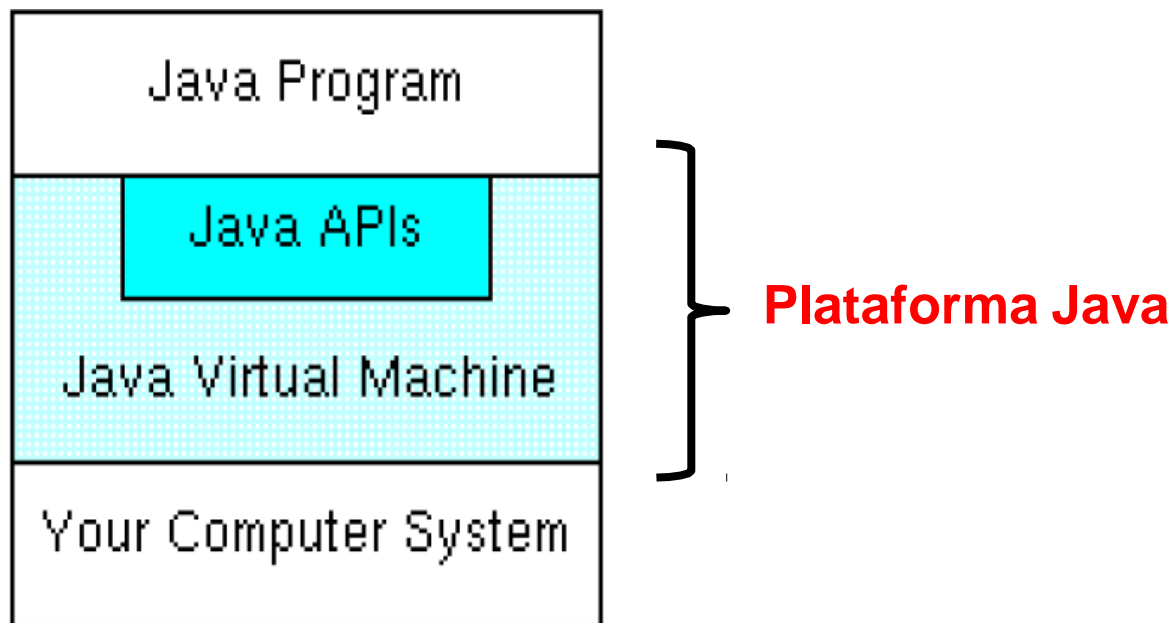 Java Program
Java APIs
Java Virtual Machine
Your Computer System
Plataforma Java